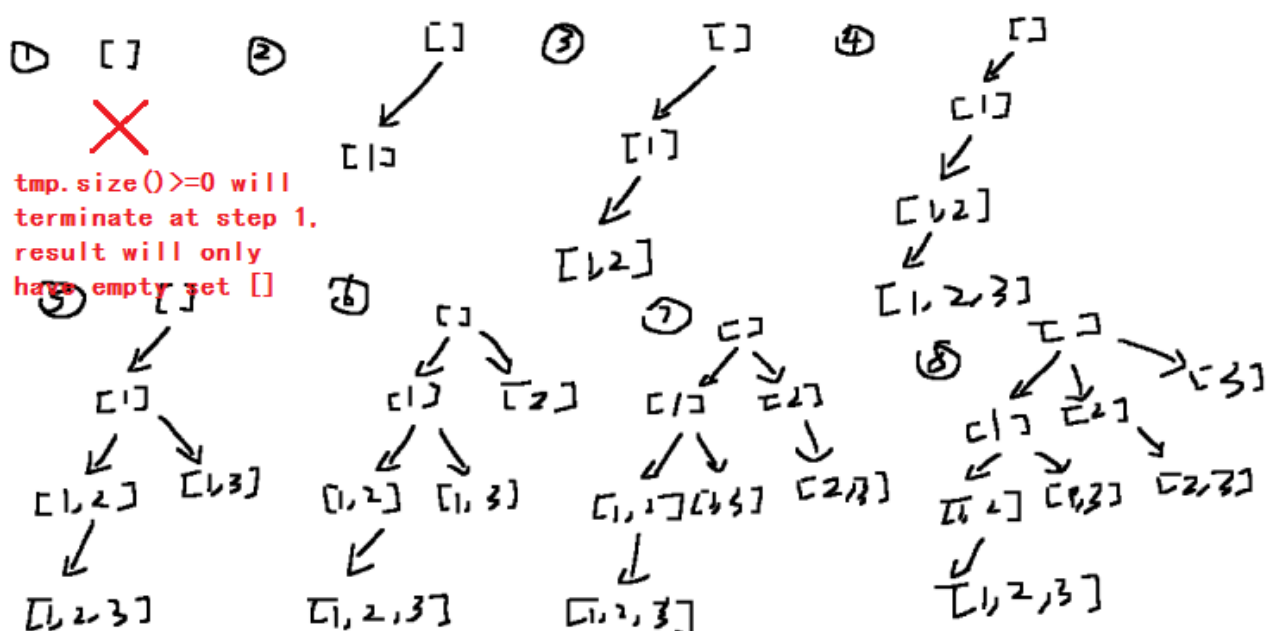 ① [] ② [] ③ [] ④ []
[1]
[1]
[1]
tmp.size()>=0 will
terminate at step 1,
result will only
have empty set []
[1,2]
[1,2]
[1,2,3]
⑤ []
[1]
[1,2] [1,3]
[1,2,3]
⑥ []
[1] [2]
[1,2] [1,3]
[1,2,3]
⑦ []
[1] [2]
[1,2] [1,3] [2,3]
[1,2,3]
⑧ []
[1] [2] [3]
[1,2] [1,3] [2,3]
[1,2,3]